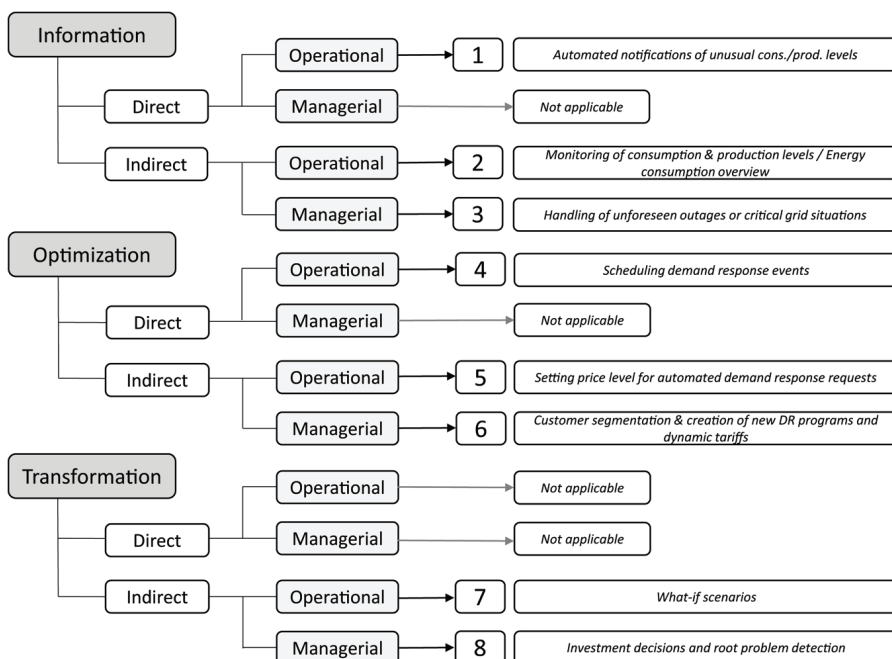 Information
Operational
1
Automated notifications of unusual cons./prod. levels
Direct
Managerial
Not applicable
Indirect
Operational
2
Monitoring of consumption & production levels / Energy
consumption overview
Managerial
3
Handling of unforeseen outages or critical grid situations
Optimization
Operational
4
Scheduling demand response events
Direct
Managerial
Not applicable
Indirect
Operational
5
Setting price level for automated demand response requests
Managerial
6
Customer segmentation & creation of new DR programs and
dynamic tariffs
Transformation
Operational
Not applicable
Direct
Managerial
Not applicable
Indirect
Operational
7
What-if scenarios
Managerial
8
Investment decisions and root problem detection